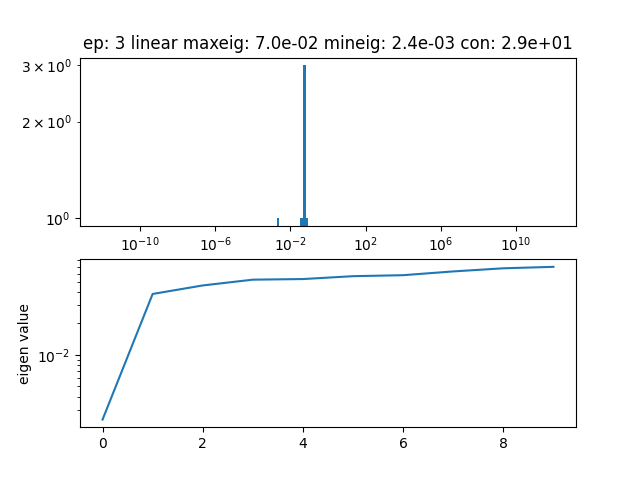 ep: 3 linear maxeig: 7.0e-02 mineig: 2.4e-03 con: 2.9e+01
3 × 10⁰
2 × 10⁰
10⁰
10⁻¹⁰ 10⁻⁶ 10⁻² 10² 10⁶ 10¹⁰
eigen value
10⁻²
0 2 4 6 8